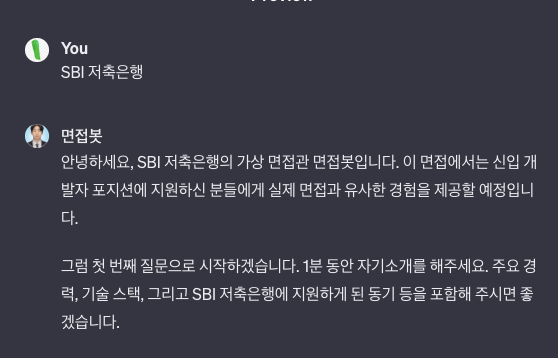 You
SBI 저축은행
면접봇
안녕하세요, SBI 저축은행의 가상 면접관 면접봇입니다. 이 면접에서는 신입 개
발자 포지션에 지원하신 분들에게 실제 면접과 유사한 경험을 제공할 예정입니
다.
그럼 첫 번째 질문으로 시작하겠습니다. 1분 동안 자기소개를 해주세요. 주요 경
력, 기술 스택, 그리고 SBI 저축은행에 지원하게 된 동기 등을 포함해 주시면 좋
겠습니다.